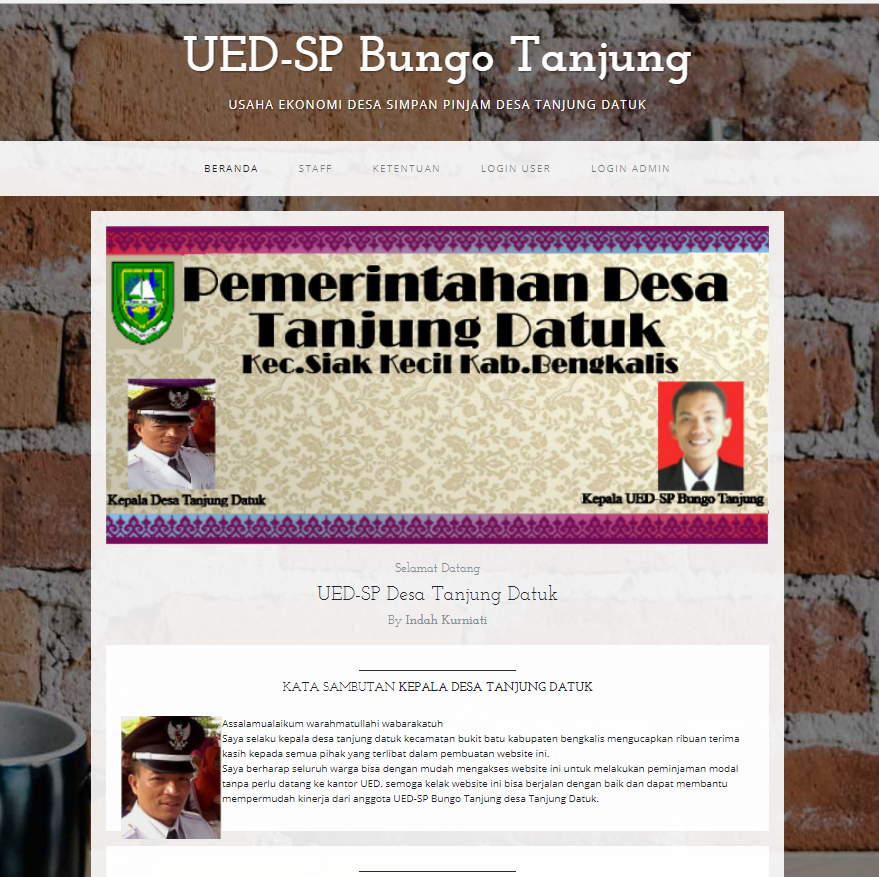 UED-SP Bungo Tanjung
USAHA EKONOMI DESA SIMPAN PINJAM DESA TANJUNG DATUK
BERANDA STAFF KETENTUAN LOGIN USER LOGIN ADMIN
Pemerintahan Desa
Tanjung Datuk
Kec.Siak Kecil Kab.Bengkalis
Kepala Desa Tanjung Datuk
Kepala UED-SP Bungo Tanjung
Selamat Datang
UED-SP Desa Tanjung Datuk
By Indah Kurniati
KATA SAMBUTAN KEPALA DESA TANJUNG DATUK
Assalamualaikum warahmatullahi wabarakatuh
Saya selaku kepala desa tanjung datuk kecamatan bukit batu kabupaten bengkalis mengucapkan ribuan terima
kasih kepada semua pihak yang terlibat dalam pembuatan website ini.
Saya berharap seluruh warga bisa dengan mudah mengakses website ini untuk melakukan peminjaman modal
tanpa perlu datang ke kantor UED. semoga kelak website ini bisa berjalan dengan baik dan dapat membantu
mempermudah kinerja dari anggota UED-SP Bungo Tanjung desa Tanjung Datuk.